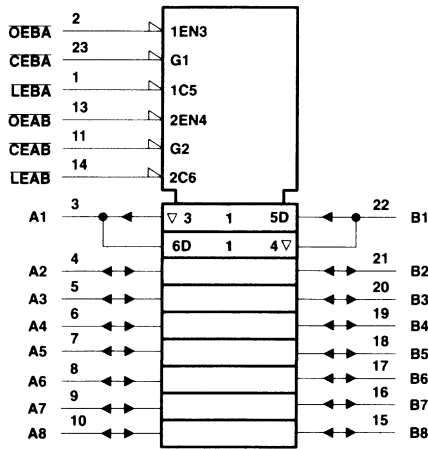 OEBA 2 1EN3
CEBA 23 G1
LEBA 1 1C5
OEAB 13 2EN4
CEAB 11 G2
LEAB 14 2C6
A1 3 ▽ 3 1 5D 22 B1
6D 1 4 ▽
A2 4 21 B2
A3 5 20 B3
A4 6 19 B4
A5 7 18 B5
A6 8 17 B6
A7 9 16 B7
A8 10 15 B8